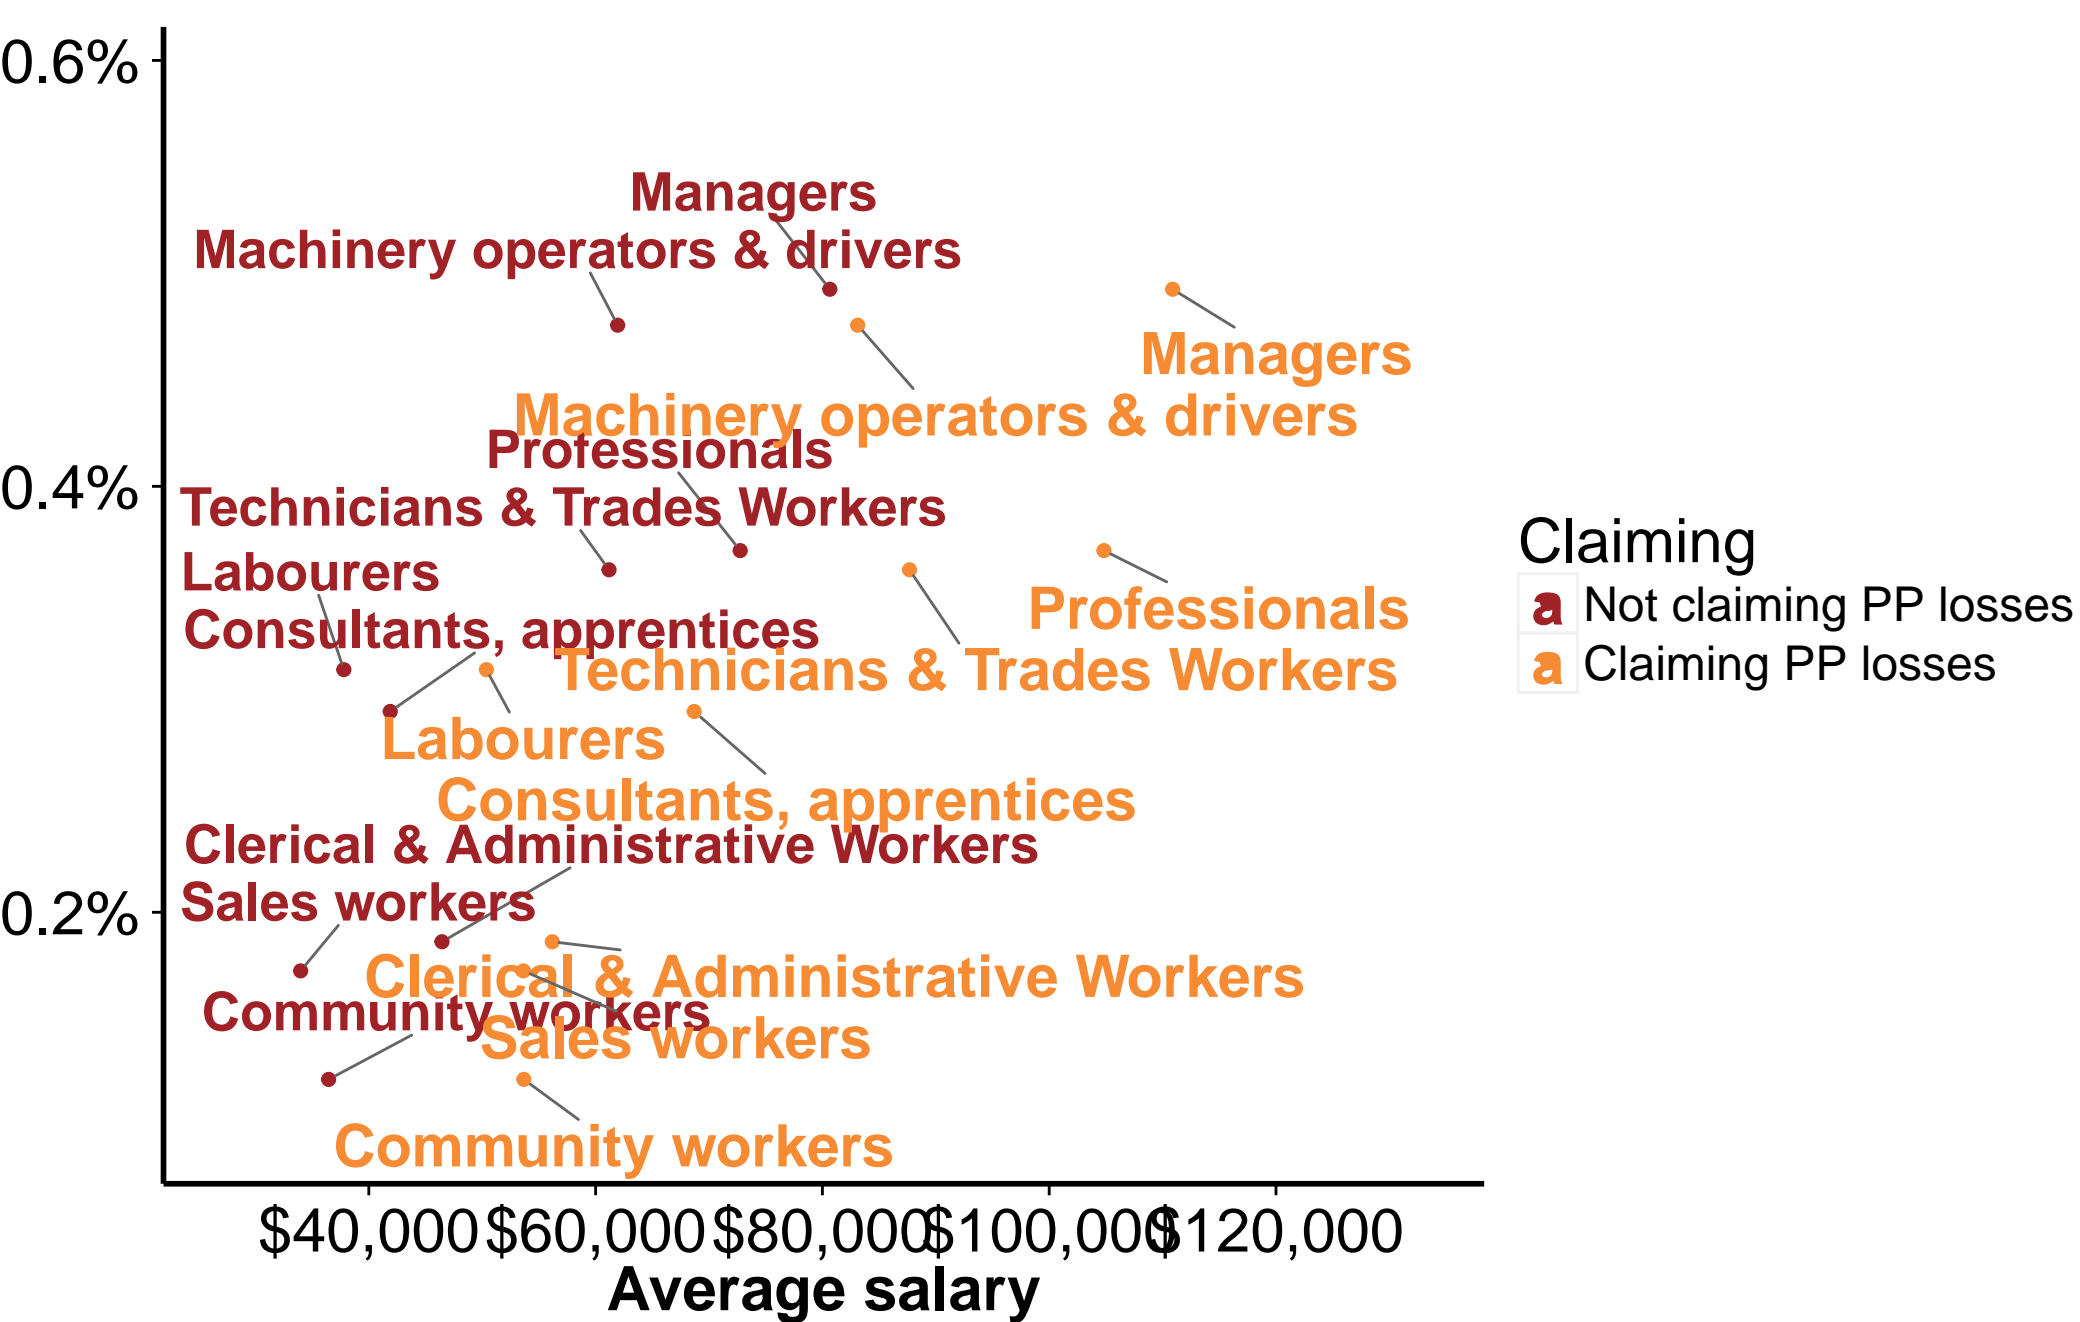 0.6%
Managers
Machinery operators & drivers
Managers
Machinery operators & drivers
Professionals
0.4%
Technicians & Trades Workers
Labourers
Professionals
Consultants, apprentices
Technicians & Trades Workers
Labourers
Consultants, apprentices
Clerical & Administrative Workers
Sales workers
0.2%
Clerical & Administrative Workers
Community workers
Sales workers
Community workers
$40,000 $60,000 $80,000 $100,000 $120,000
Average salary
Claiming
a Not claiming PP losses
a Claiming PP losses